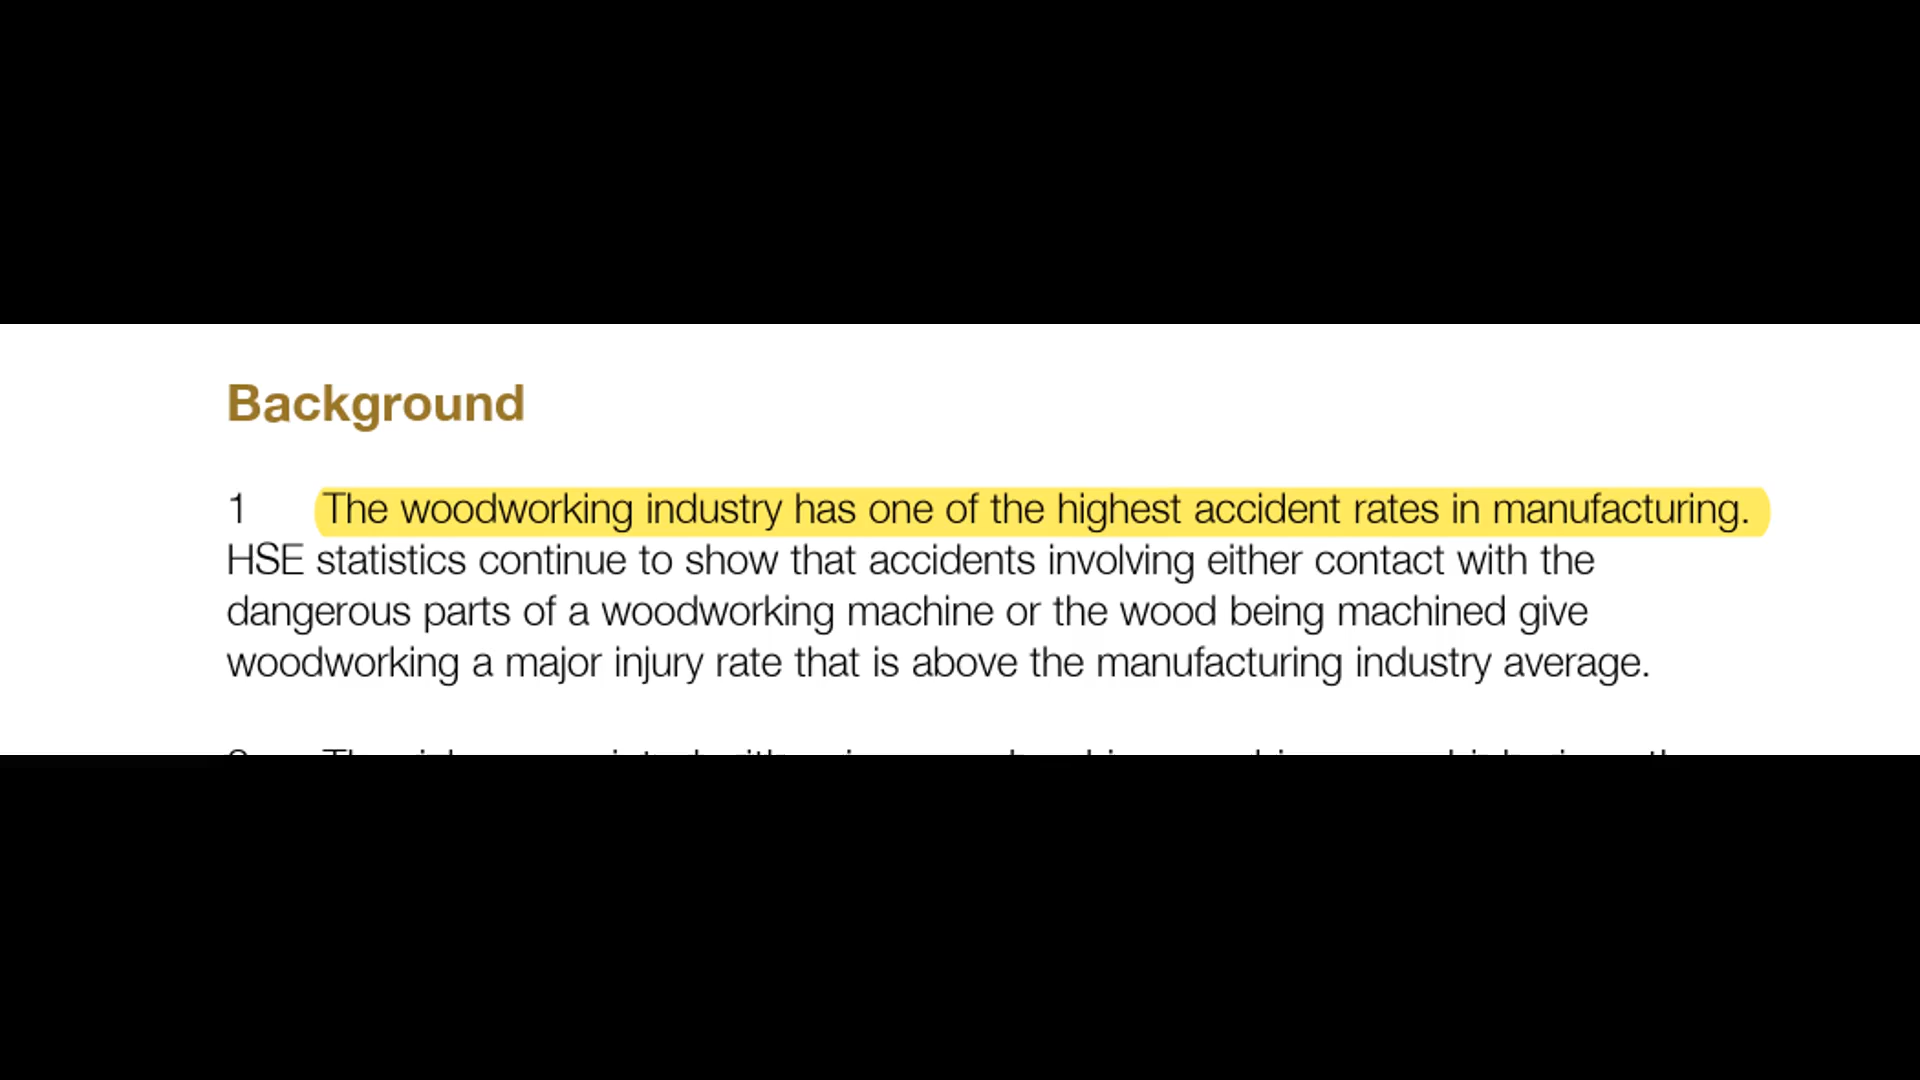 Background
1 The woodworking industry has one of the highest accident rates in manufacturing.
HSE statistics continue to show that accidents involving either contact with the
dangerous parts of a woodworking machine or the wood being machined give
woodworking a major injury rate that is above the manufacturing industry average.